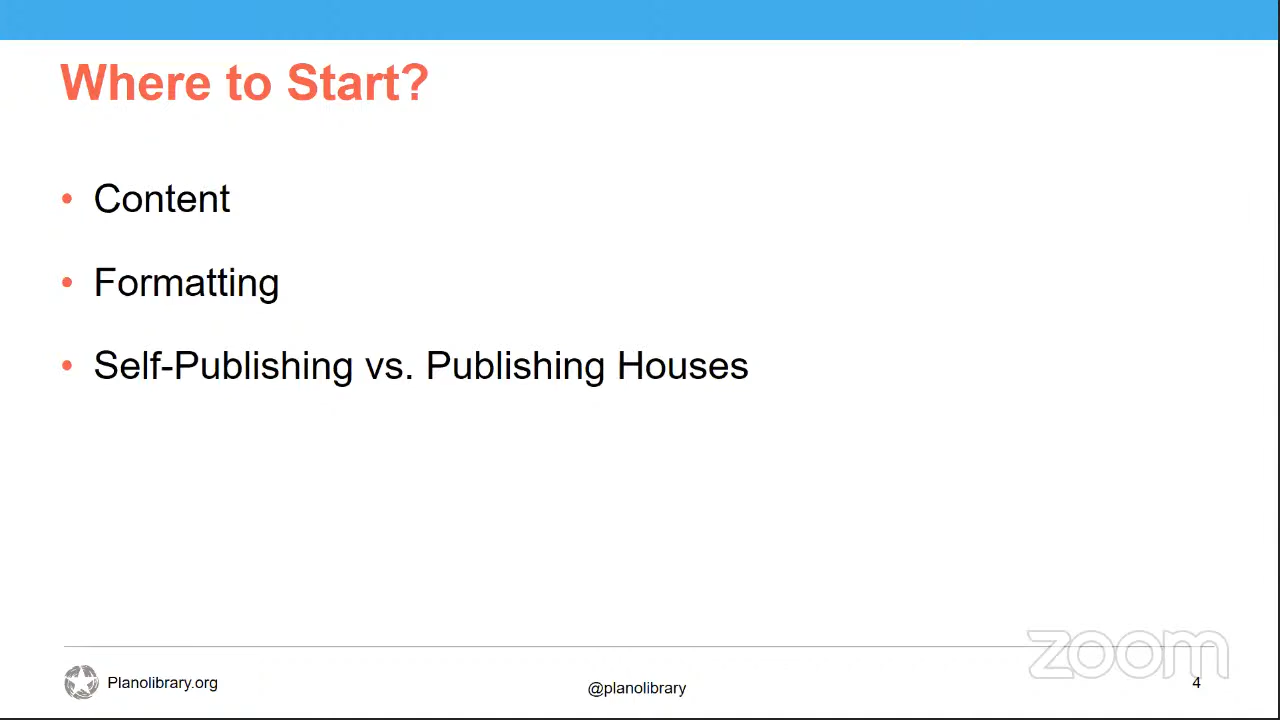 Where to Start?
• Content
• Formatting
• Self-Publishing vs. Publishing Houses
zoom
Planolibrary.org
@planolibrary
4